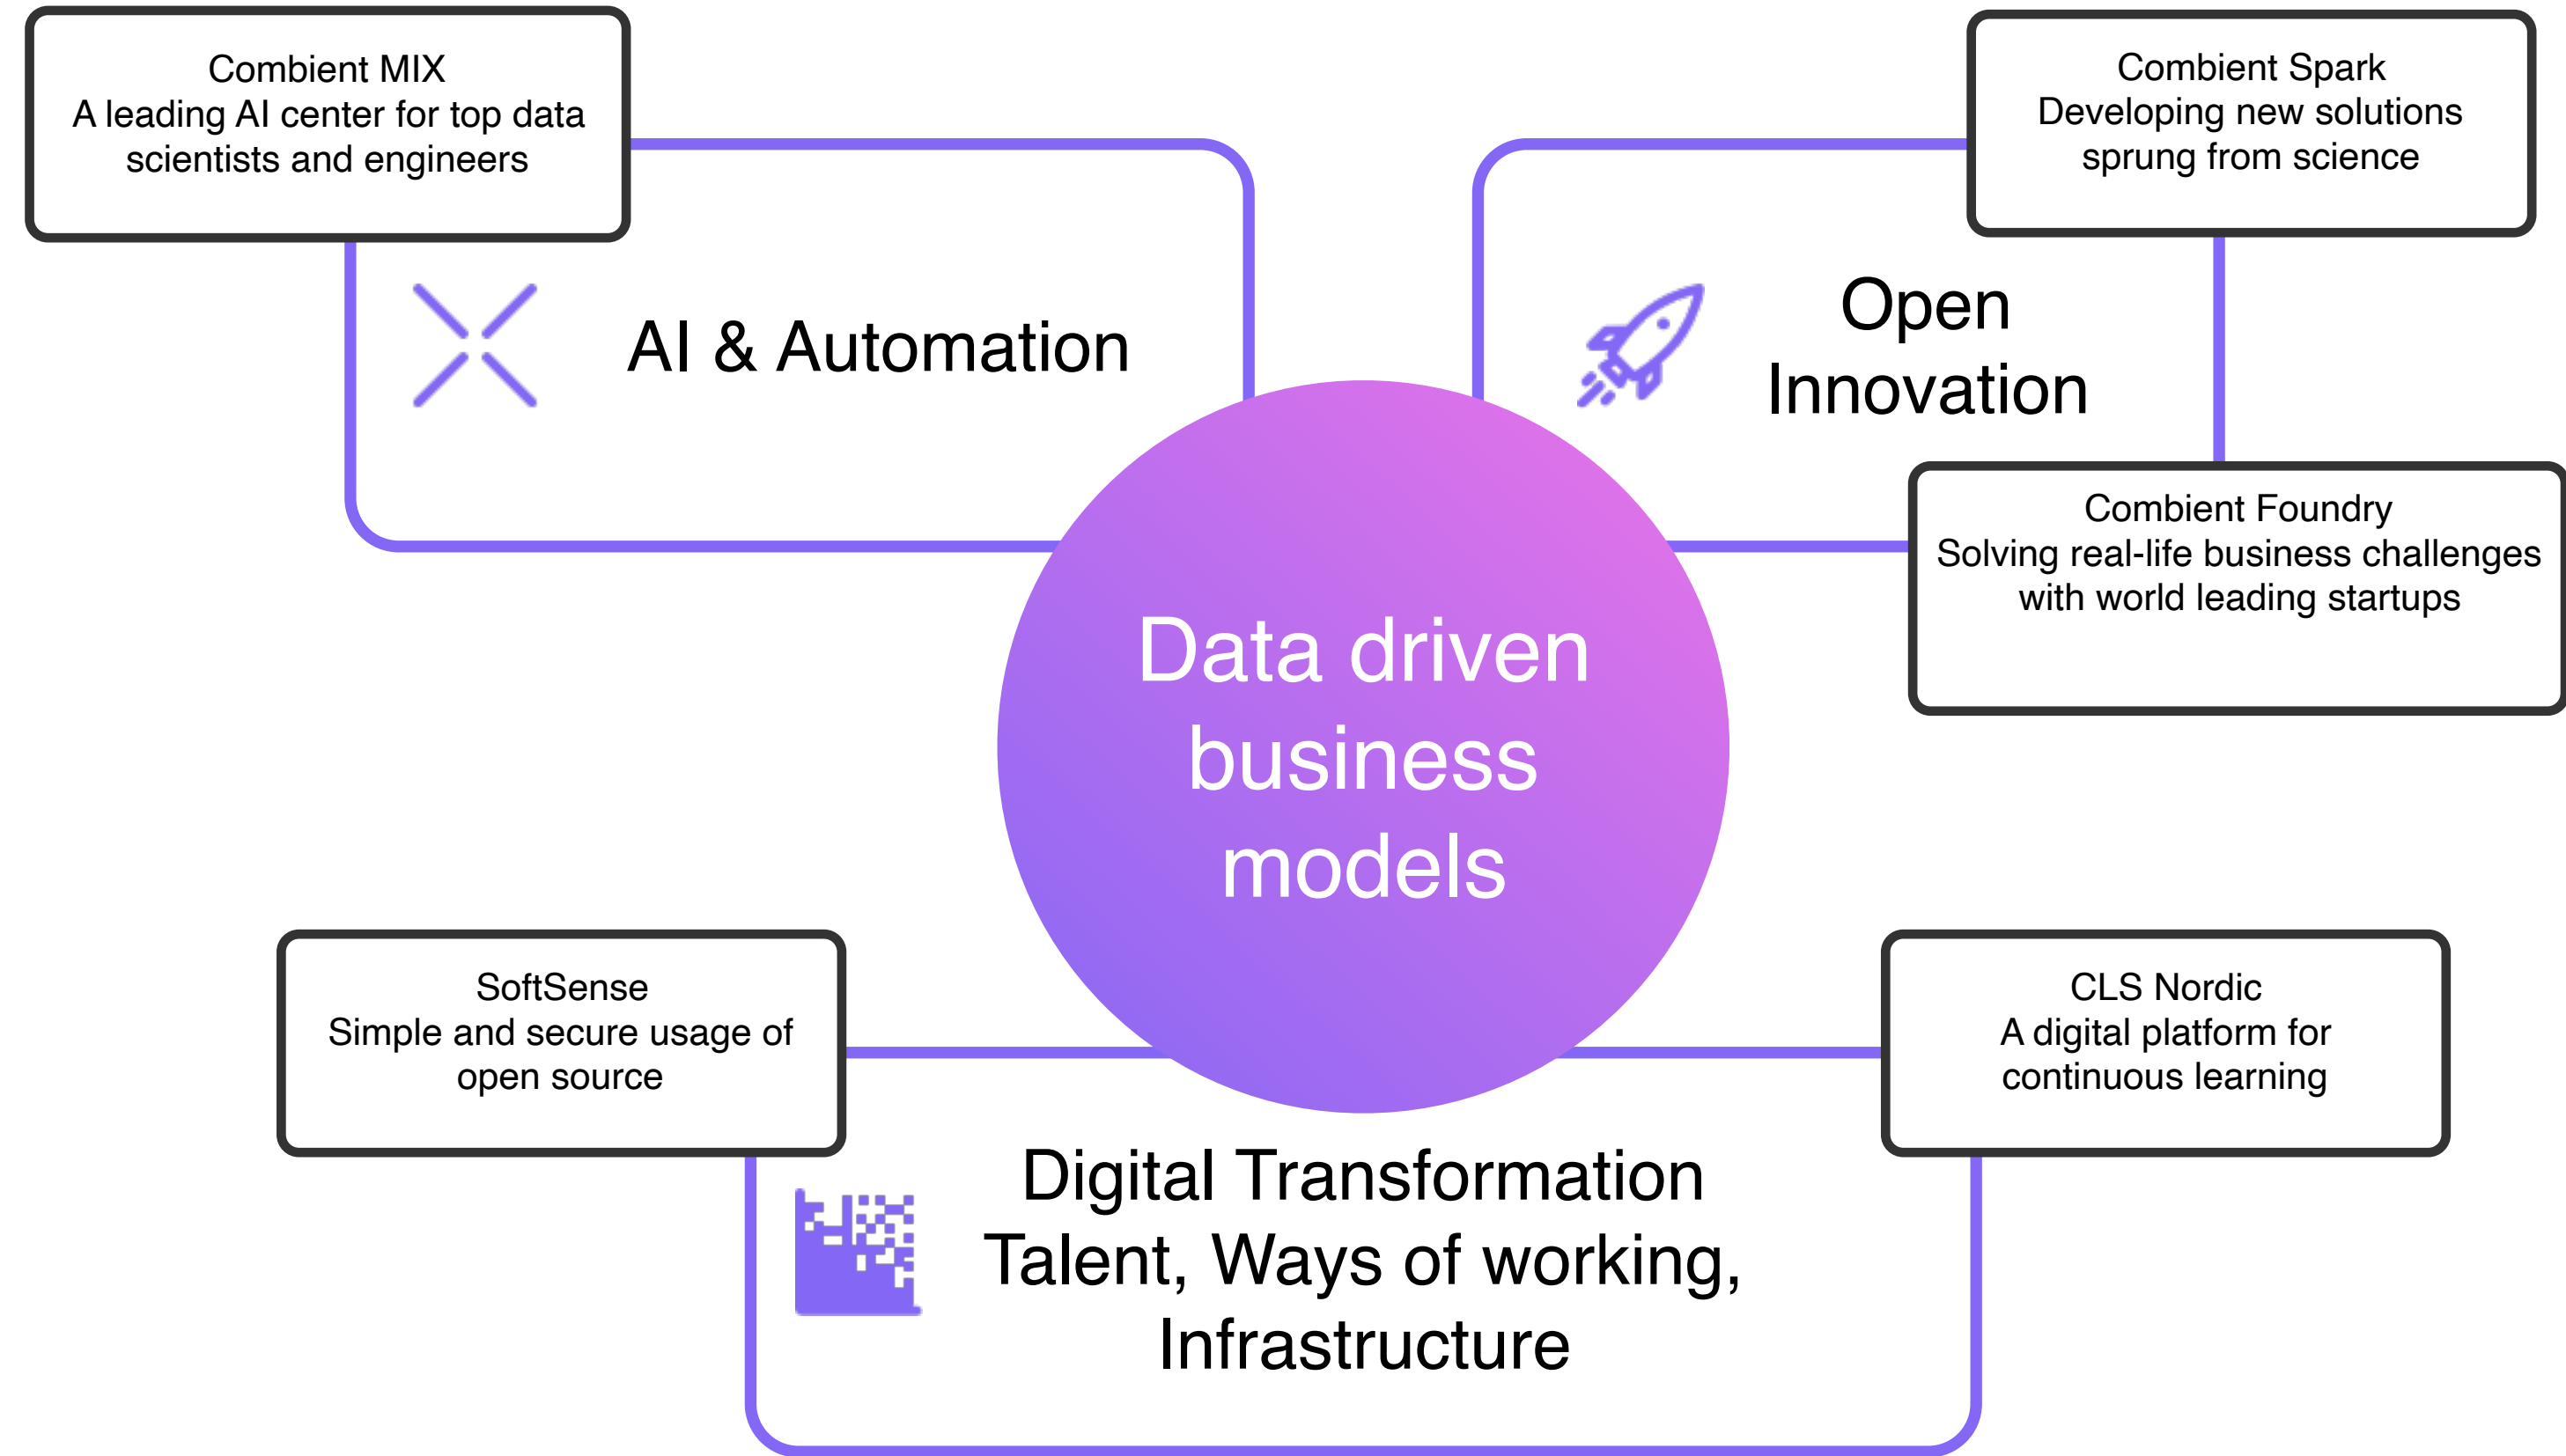 Combient MIX
A leading AI center for top data
scientists and engineers
Combient Spark
Developing new solutions
sprung from science
AI & Automation
Open
Innovation
Combient Foundry
Solving real-life business challenges
with world leading startups
Data driven
business
models
SoftSense
Simple and secure usage of
open source
CLS Nordic
A digital platform for
continuous learning
Digital Transformation
Talent, Ways of working,
Infrastructure